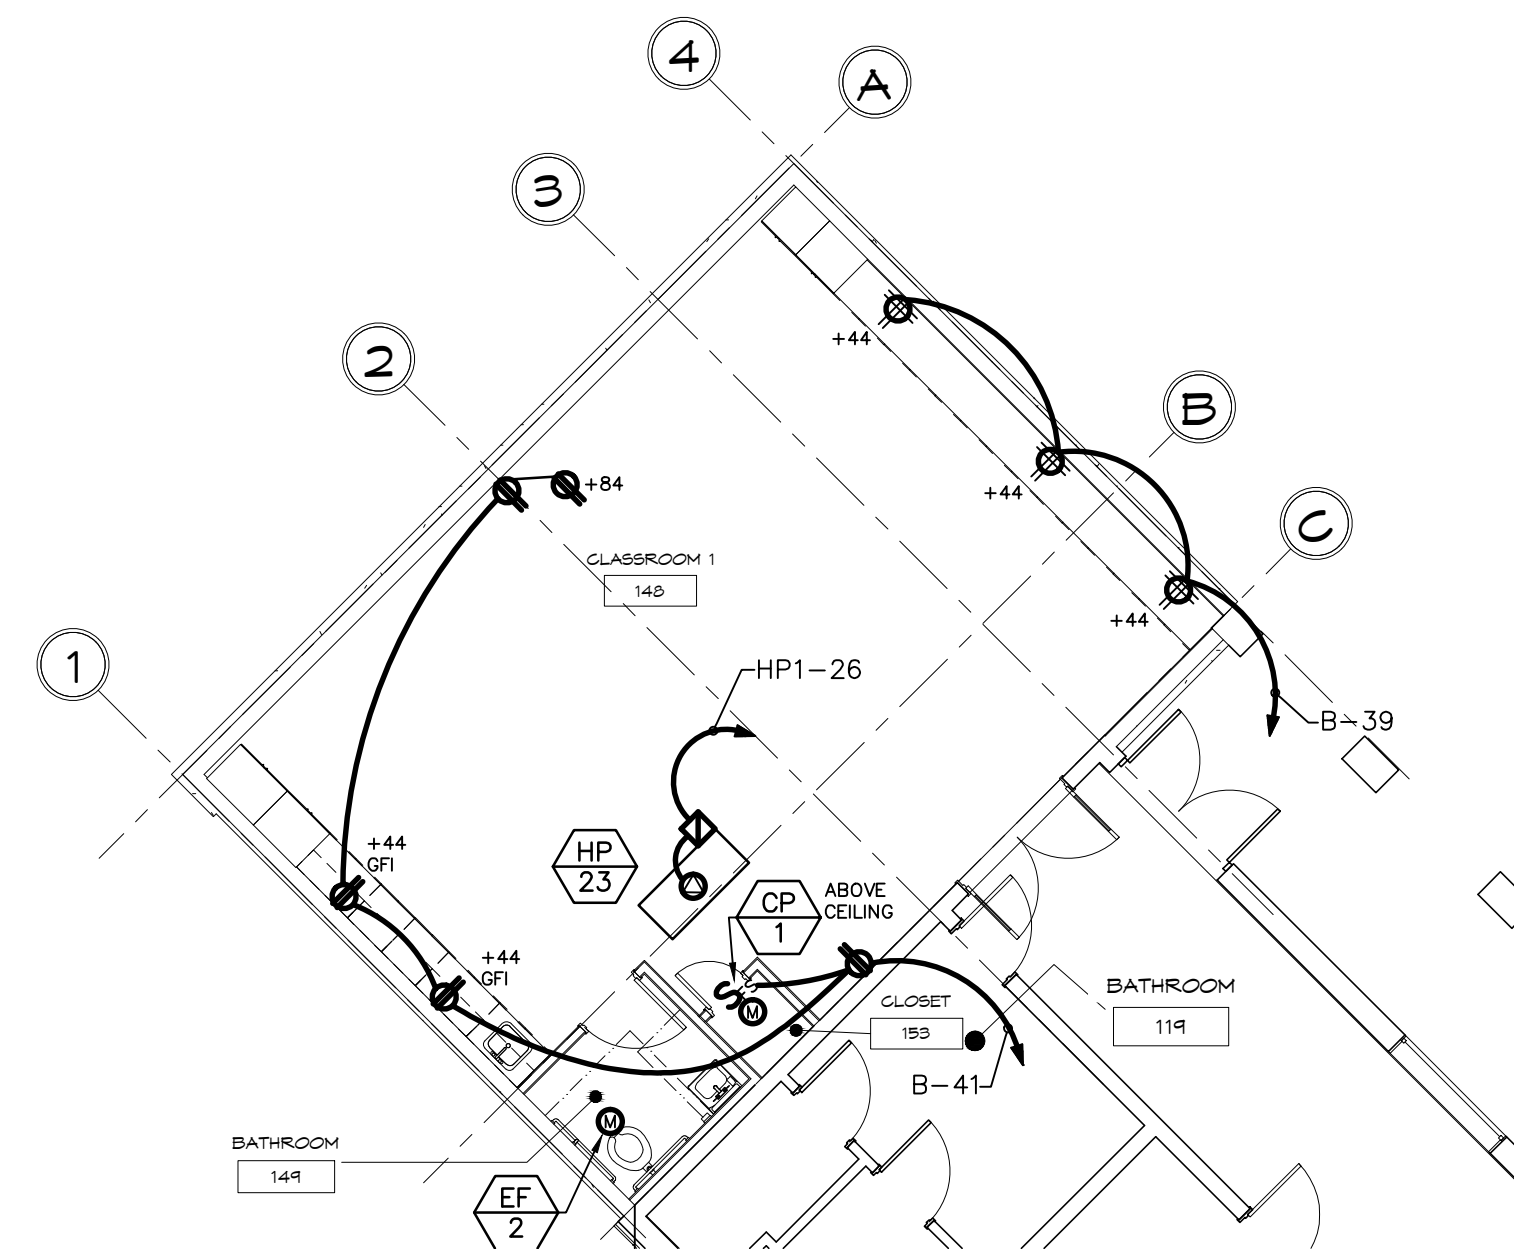 4
A
3
2
+44
B
+44
+84
C
CLASSROOM 1
148
+44
1
HP1-26
B-39
+44
GFI
HP
23
ABOVE
CEILING
CP
1
+44
GFI
S
S
M
BATHROOM
119
CLOSET
153
B-41
M
BATHROOM
149
EF
2